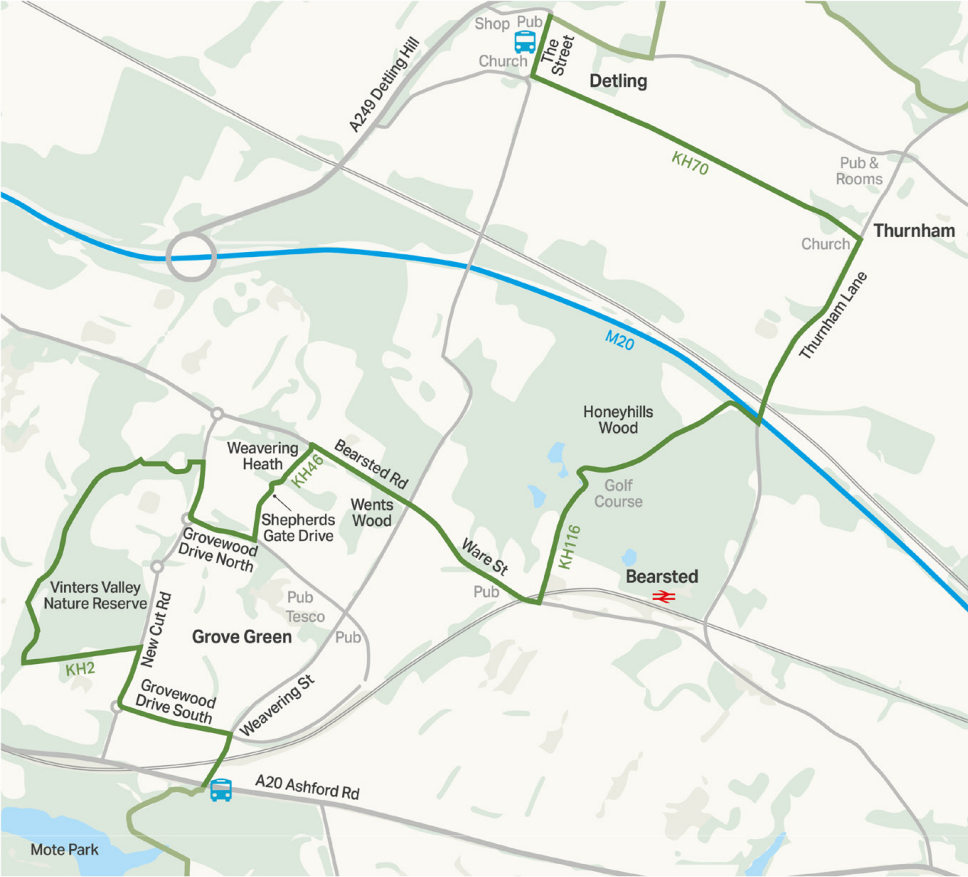 Shop Pub
The
Street
Church
Detling
A249 Detling Hill
KH70
Pub &
Rooms
Church
Thurnham
Thurnham Lane
M20
Honeyhills
Wood
Weavering
Heath
KH46
Bearsted Rd
Golf
Course
Wents
Wood
Shepherds
Gate Drive
Grovewood
Drive North
KH116
Ware St
Vinters Valley
Nature Reserve
Bearsted
Pub
Pub
Tesco
New Cut Rd
Grove Green
Pub
KH2
Grovewood
Drive South
Weavering St
A20 Ashford Rd
Mote Park